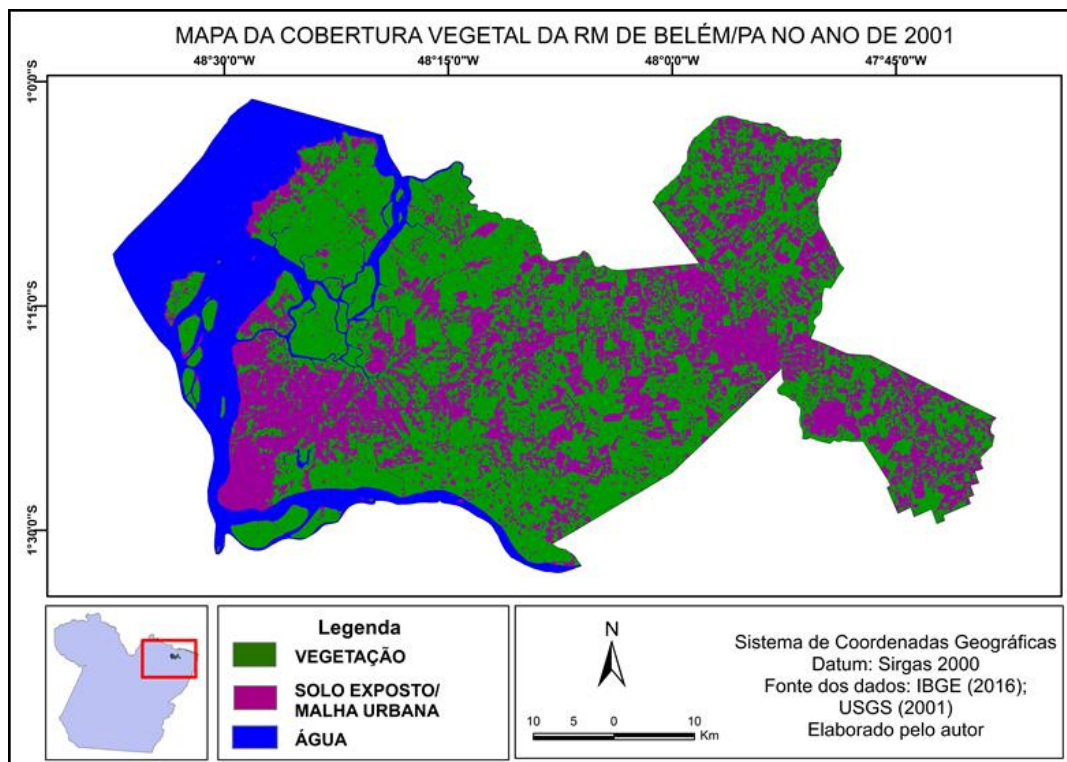 MAPA DA COBERTURA VEGETAL DA RM DE BELÉM/PA NO ANO DE 2001
48°30'0"W 48°15'0"W 48°0'0"W 47°45'0"W
1°0'0"S
1°15'0"S
1°30'0"S
Legenda
VEGETAÇÃO
SOLO EXPOSTO/
MALHA URBANA
ÁGUA
N
10 5 0 10
Km
Sistema de Coordenadas Geográficas
Datum: Sirgas 2000
Fonte dos dados: IBGE (2016);
USGS (2001)
Elaborado pelo autor